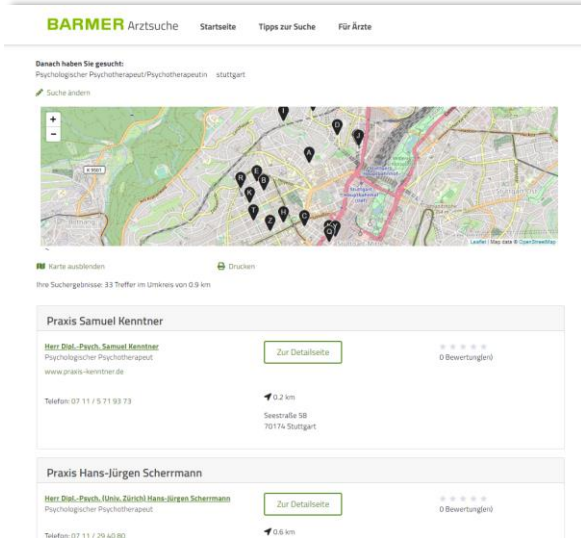 BARMER Arztsuche Startseite Tipps zur Suche Für Ärzte
Danach haben Sie gesucht:
Psychologischer Psychotherapeut/Psychotherapeutin stuttgart
Suche ändern
+
−
I
D
J
A
E
R
B
K
T
H
Z
C
Q
Leaflet | Map data © OpenStreetMap
Karte ausblenden Drucken
Ihre Suchergebnisse: 33 Treffer im Umkreis von 0.9 km
Praxis Samuel Kenntner
Herr Dipl.-Psych. Samuel Kenntner
Psychologischer Psychotherapeut
www.praxis-kenntner.de
Zur Detailseite
0 Bewertung(en)
Telefon: 07 11 / 5 71 93 73
0.2 km
Seestraße 58
70174 Stuttgart
Praxis Hans-Jürgen Scherrmann
Herr Dipl.-Psych. (Univ. Zürich) Hans-Jürgen Scherrmann
Psychologischer Psychotherapeut
Zur Detailseite
0 Bewertung(en)
Telefon: 07 11 / 29 40 80
0.6 km